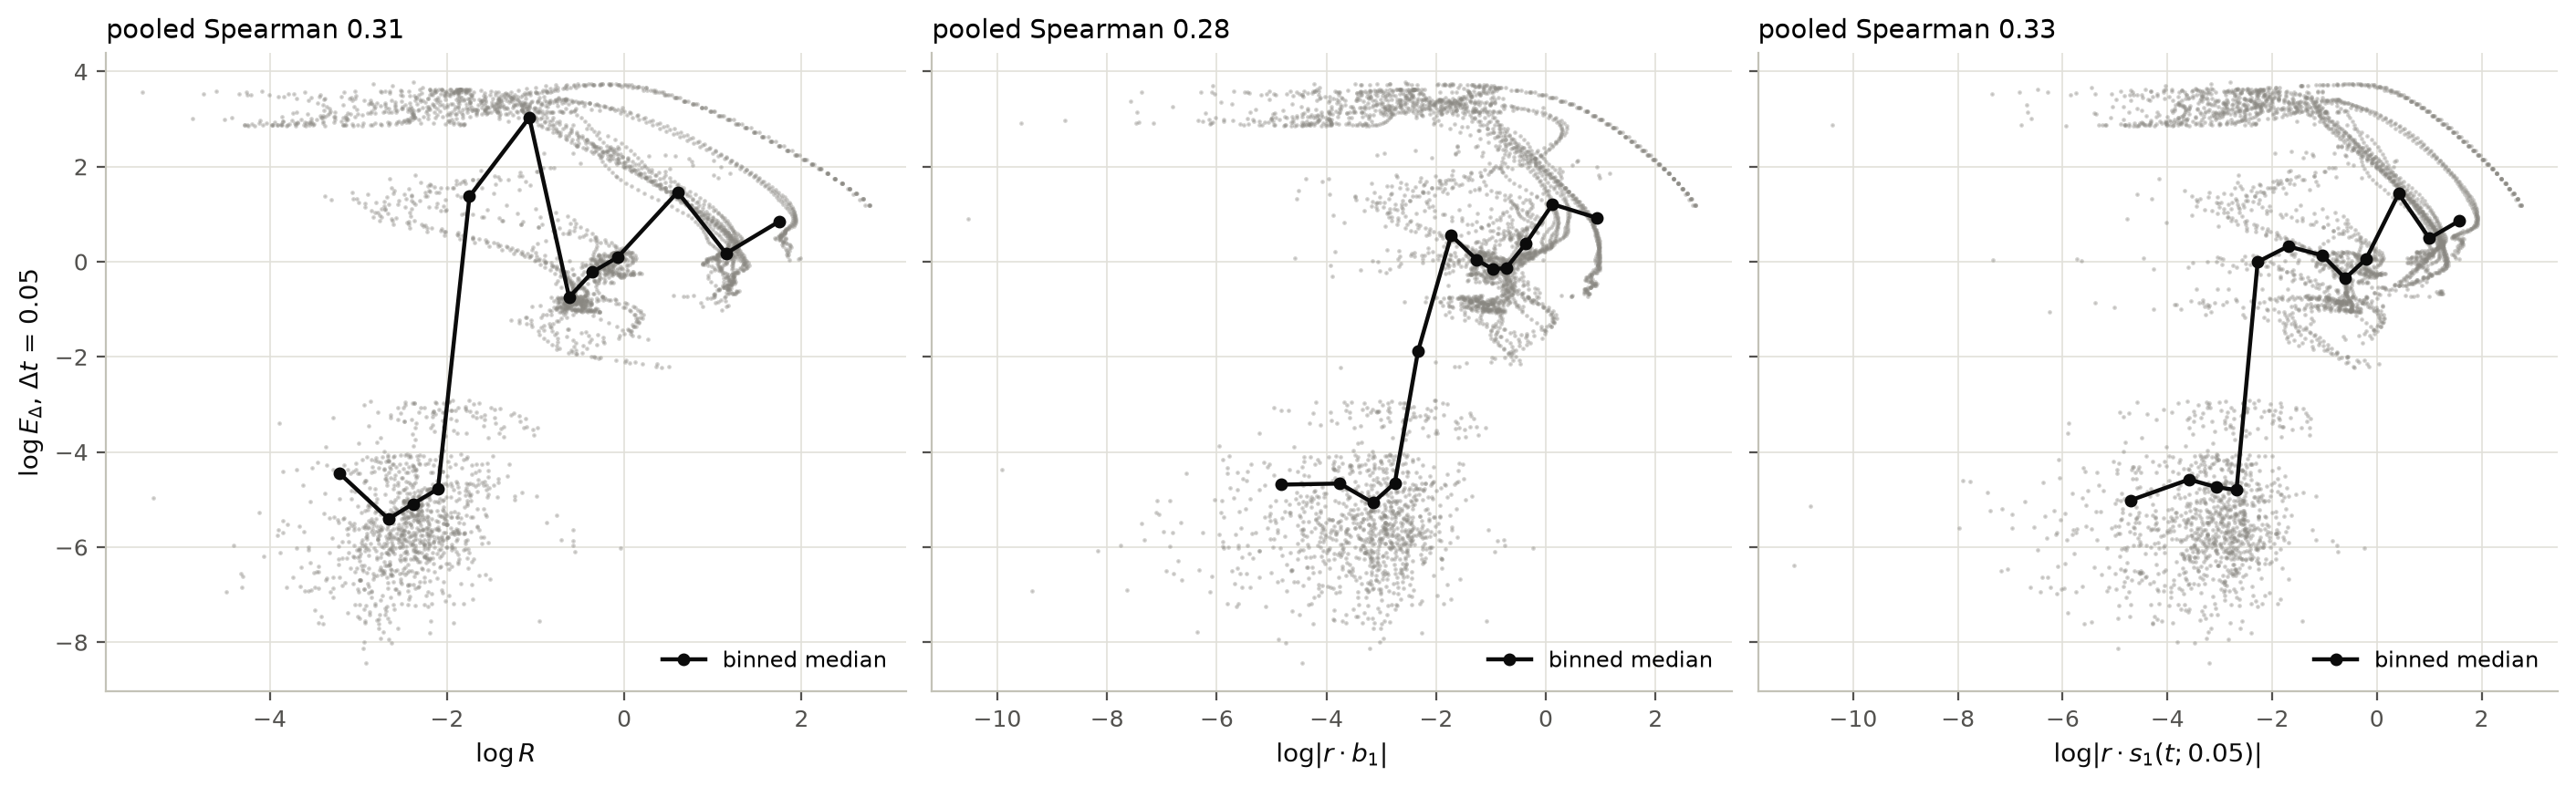 pooled Spearman 0.31
pooled Spearman 0.28
pooled Spearman 0.33
log E_Δ, Δt = 0.05
4
2
0
−2
−4
−6
−8
binned median
binned median
binned median
−4 −2 0 2
−10 −8 −6 −4 −2 0 2
−10 −8 −6 −4 −2 0 2
log R
log|r · b₁|
log|r · s₁(t; 0.05)|